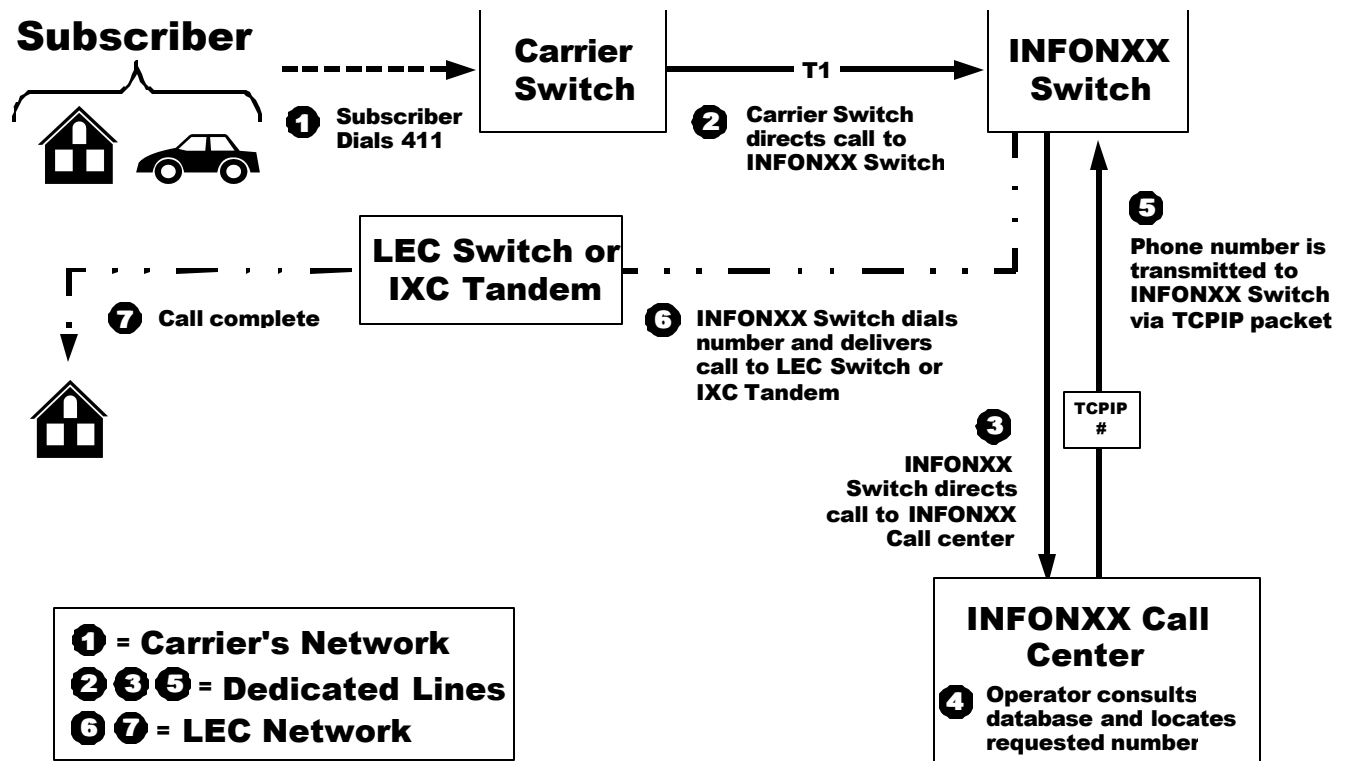 Subscriber
Carrier
Switch
T1
INFONXX
Switch
1 Subscriber
Dials 411
2 Carrier Switch
directs call to
INFONXX Switch
5
Phone number is
transmitted to
INFONXX Switch
via TCPIP packet
LEC Switch or
IXC Tandem
7 Call complete
6 INFONXX Switch dials
number and delivers
call to LEC Switch or
IXC Tandem
TCPIP
#
3
INFONXX
Switch directs
call to INFONXX
Call center
INFONXX Call
Center
4 Operator consults
database and locates
requested number
1 = Carrier's Network
2 3 5 = Dedicated Lines
6 7 = LEC Network